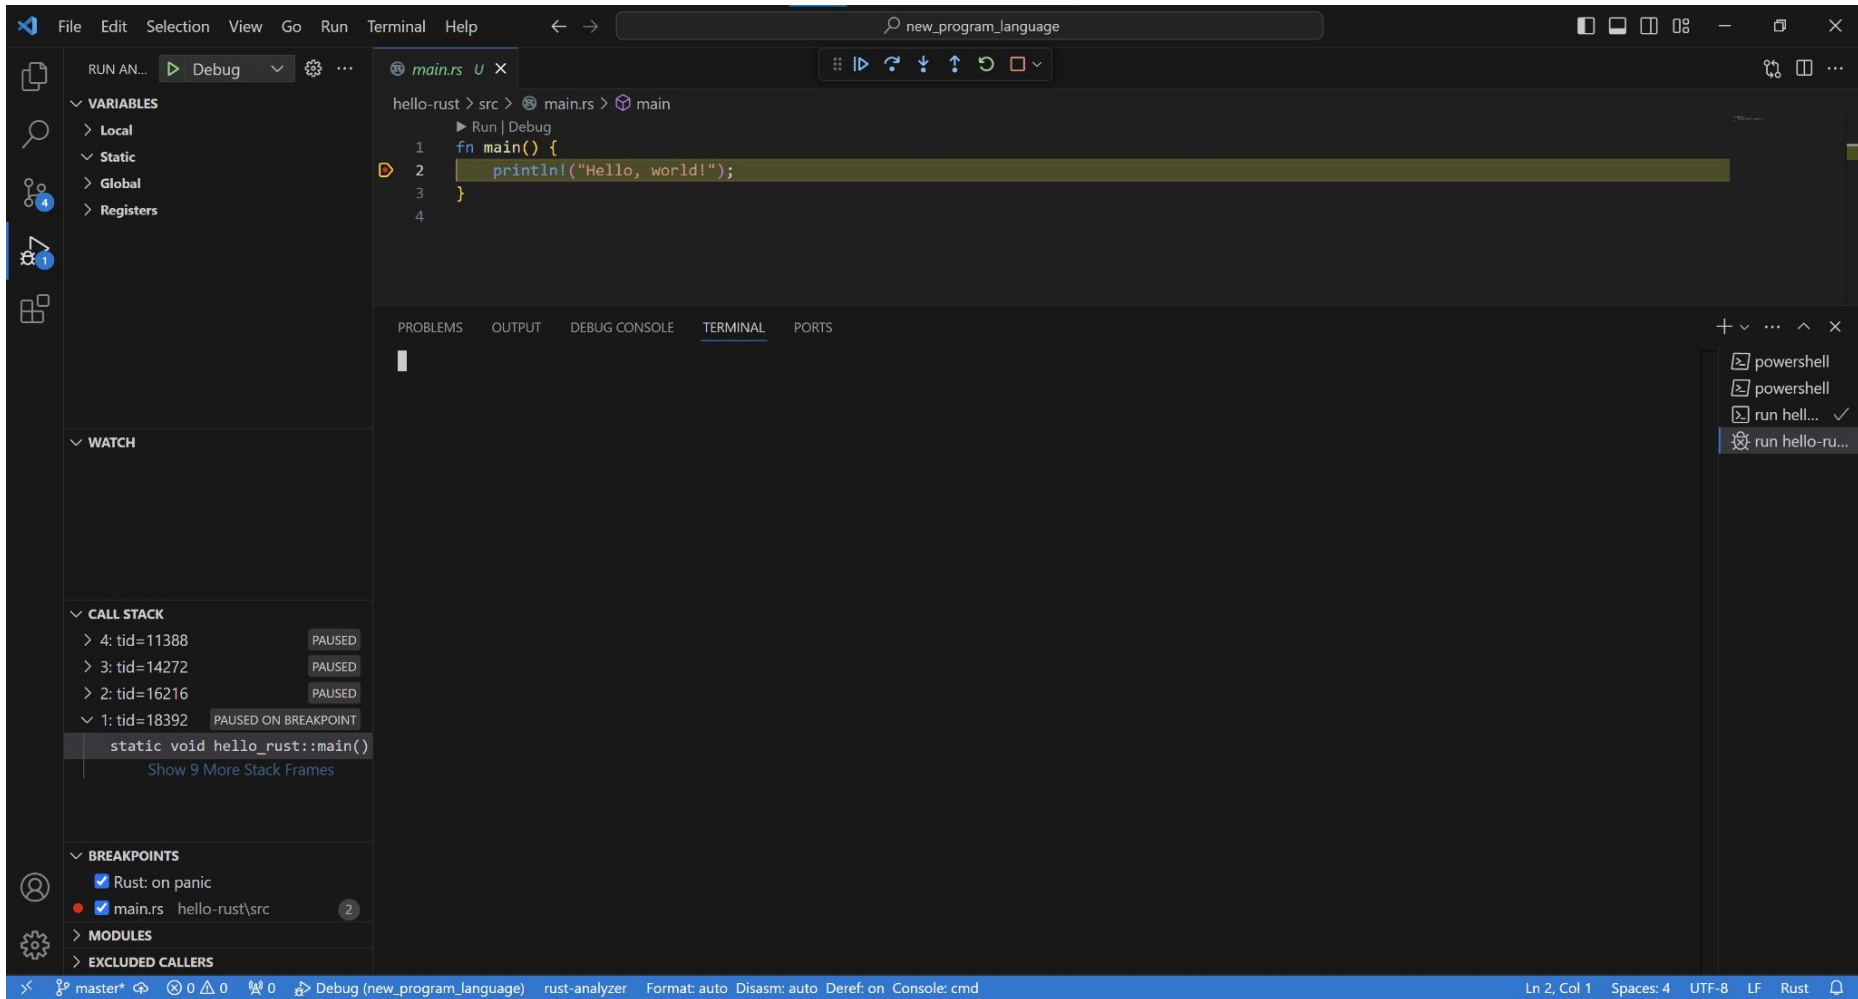 File Edit Selection View Go Run Terminal Help
new_program_language
RUN AN... Debug
main.rs U
VARIABLES
Local
Static
Global
Registers
hello-rust > src > main.rs > main
Run | Debug
1 fn main() {
2 println!("Hello, world!");
3 }
4
4
1
PROBLEMS OUTPUT DEBUG CONSOLE TERMINAL PORTS
powershell
powershell
run hell...
run hello-ru...
WATCH
CALL STACK
4: tid=11388 PAUSED
3: tid=14272 PAUSED
2: tid=16216 PAUSED
1: tid=18392 PAUSED ON BREAKPOINT
static void hello_rust::main()
Show 9 More Stack Frames
BREAKPOINTS
Rust: on panic
main.rs hello-rust\src 2
MODULES
EXCLUDED CALLERS
master* 0 0 0 Debug (new_program_language) rust-analyzer Format: auto Disasm: auto Deref: on Console: cmd Ln 2, Col 1 Spaces: 4 UTF-8 LF Rust